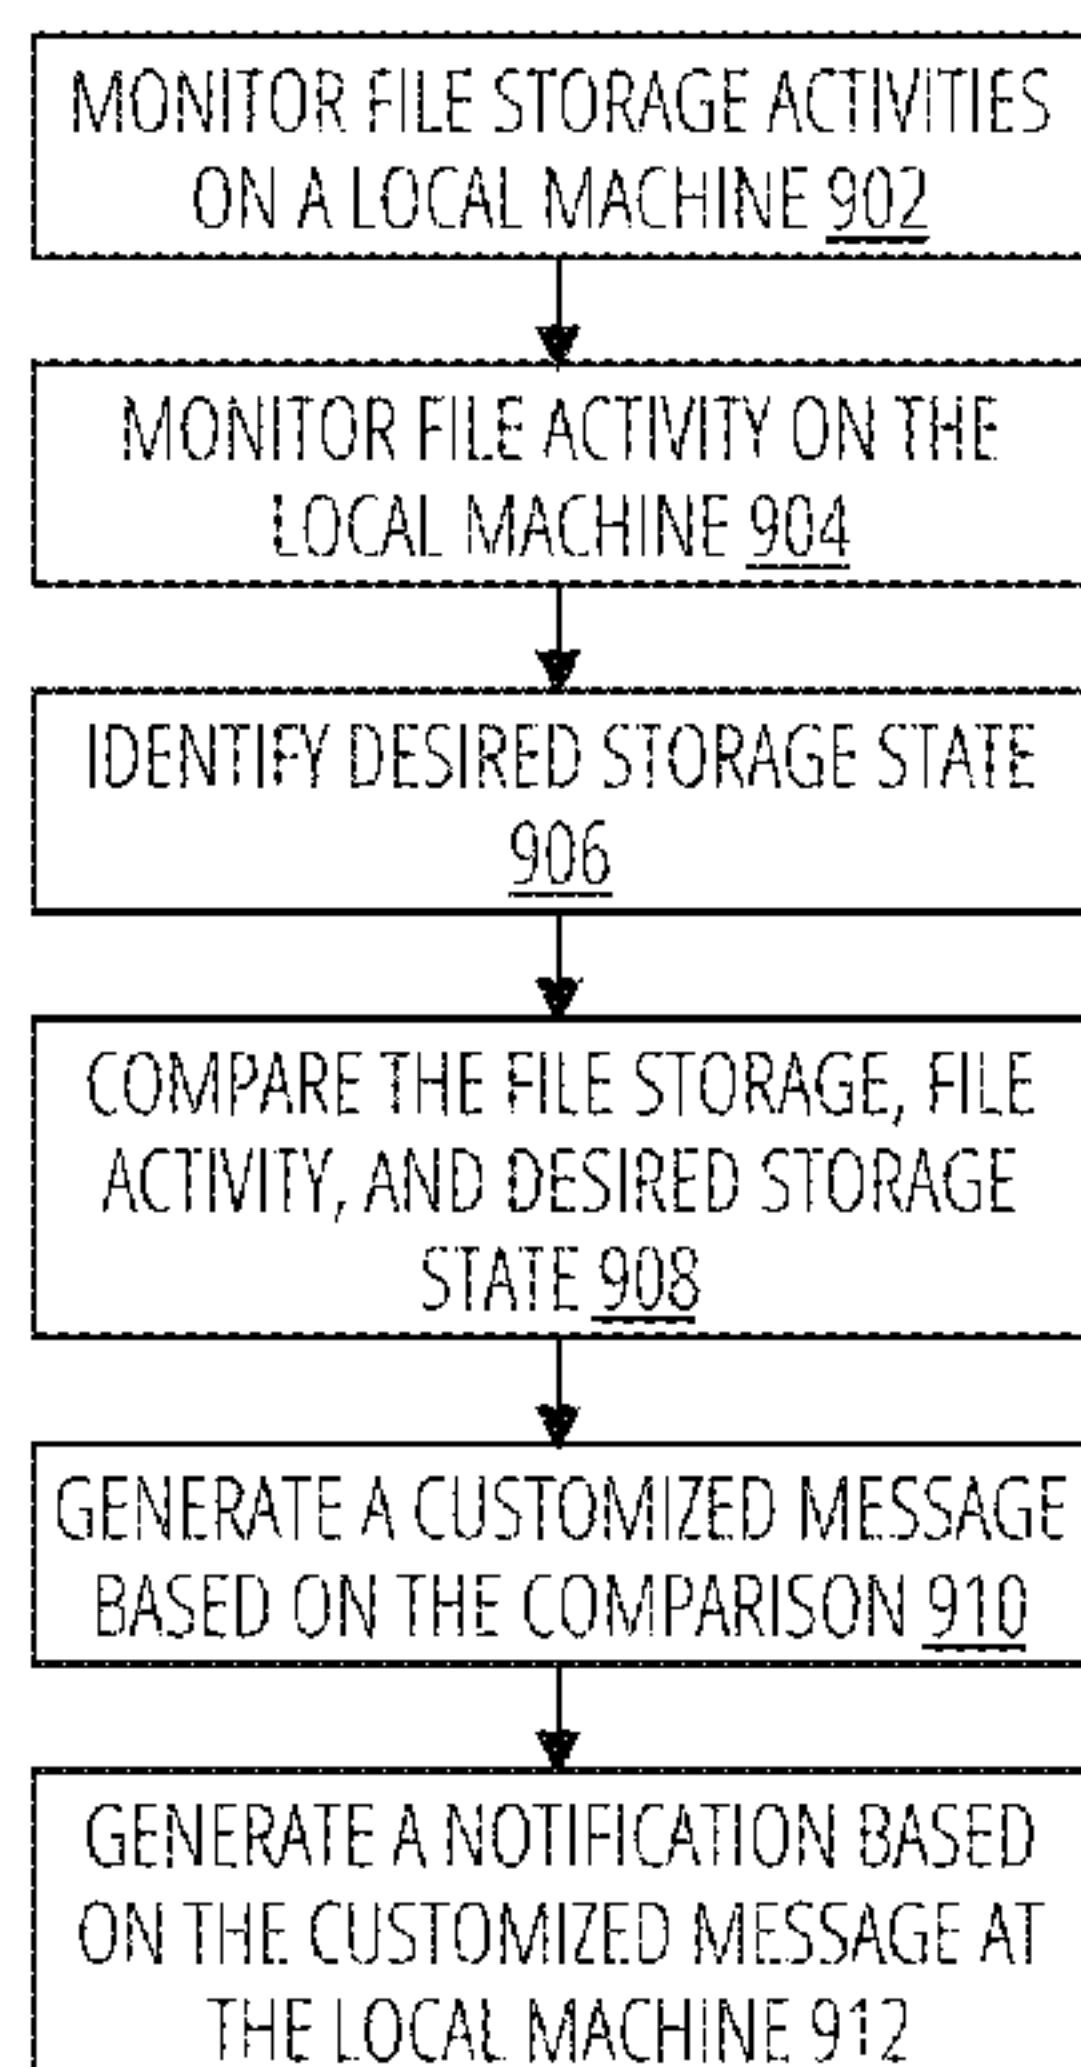 MONITOR FILE STORAGE ACTIVITIES
ON A LOCAL MACHINE 902
MONITOR FILE ACTIVITY ON THE
LOCAL MACHINE 904
IDENTIFY DESIRED STORAGE STATE
906
COMPARE THE FILE STORAGE, FILE
ACTIVITY, AND DESIRED STORAGE
STATE 908
GENERATE A CUSTOMIZED MESSAGE
BASED ON THE COMPARISON 910
GENERATE A NOTIFICATION BASED
ON THE CUSTOMIZED MESSAGE AT
THE LOCAL MACHINE 912